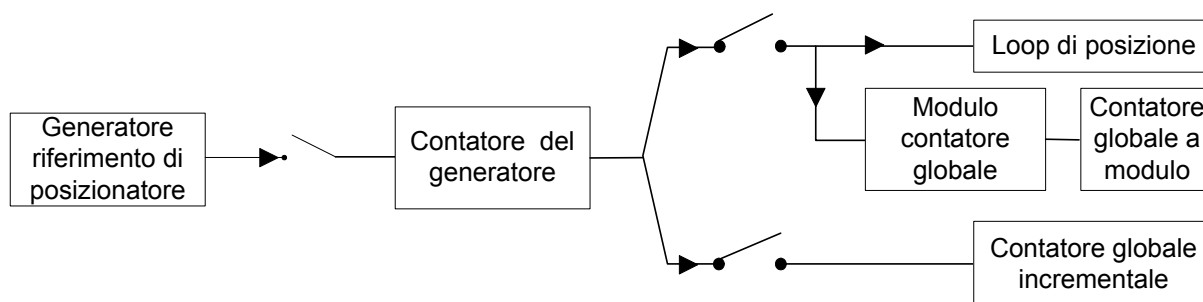 Generatore
riferimento di
posizionatore
Contatore del
generatore
Loop di posizione
Modulo
contatore
globale
Contatore
globale a
modulo
Contatore globale
incrementale